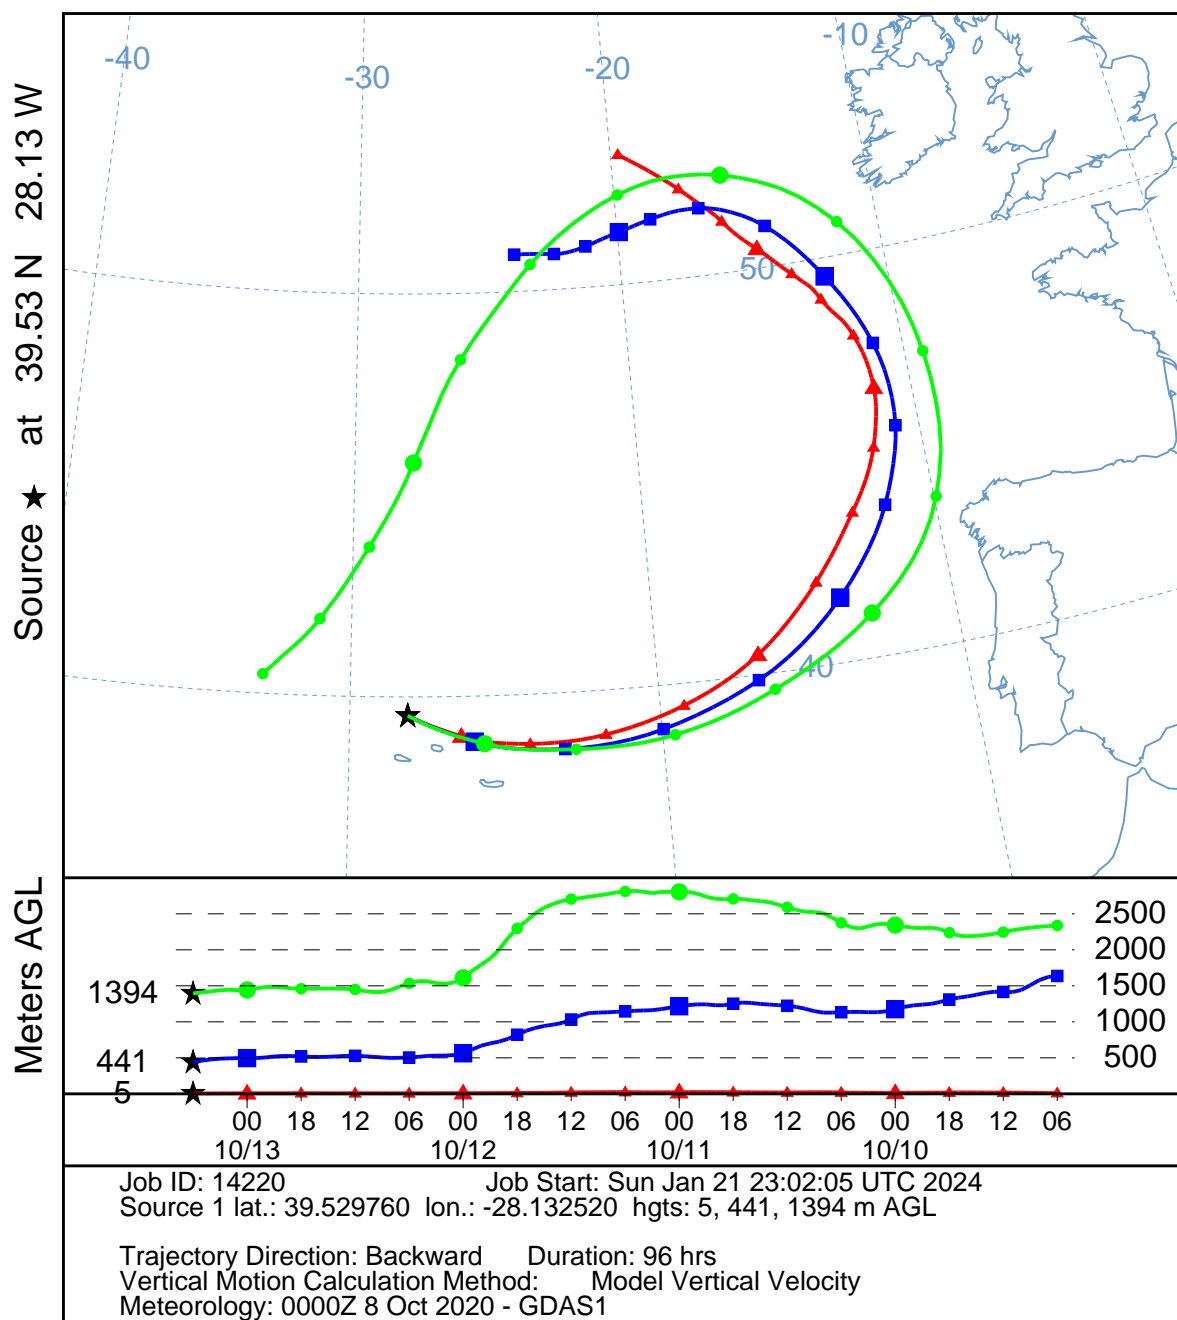 Source ★ at 39.53 N 28.13 W
-40
-30
-20
-10
50
40
Meters AGL
2500
2000
1500
1000
500
1394
441
5
00 18 12 06 00 18 12 06 00 18 12 06 00 18 12 06
10/13 10/12 10/11 10/10
Job ID: 14220 Job Start: Sun Jan 21 23:02:05 UTC 2024
Source 1 lat.: 39.529760 lon.: -28.132520 hgts: 5, 441, 1394 m AGL
Trajectory Direction: Backward Duration: 96 hrs
Vertical Motion Calculation Method: Model Vertical Velocity
Meteorology: 0000Z 8 Oct 2020 - GDAS1